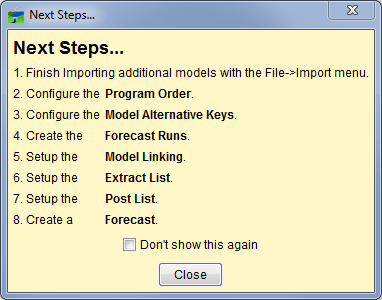 Next Steps...
Next Steps...
1. Finish Importing additional models with the File->Import menu.
2. Configure the Program Order.
3. Configure the Model Alternative Keys.
4. Create the Forecast Runs.
5. Setup the Model Linking.
6. Setup the Extract List.
7. Setup the Post List.
8. Create a Forecast.
Don't show this again
Close